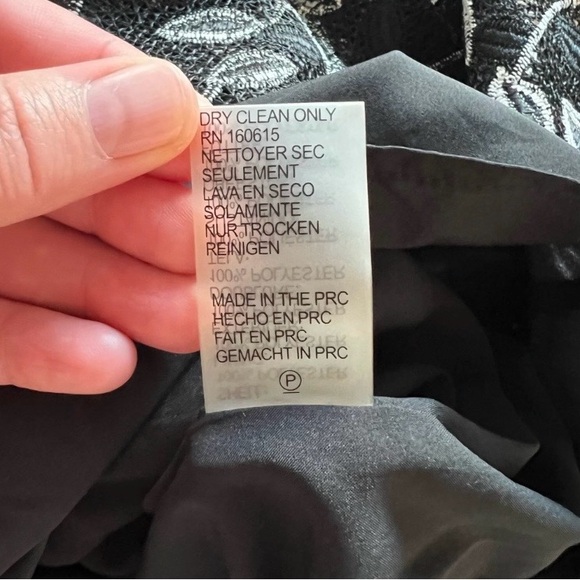 DRY CLEAN ONLY
RN 160615
NETTOYER SEC
SEULEMENT
LAVA EN SECO
SOLAMENTE
NUR TROCKEN
REINIGEN
MADE IN THE PRC
HECHO EN PRC
FAIT EN PRC
GEMACHT IN PRC
P